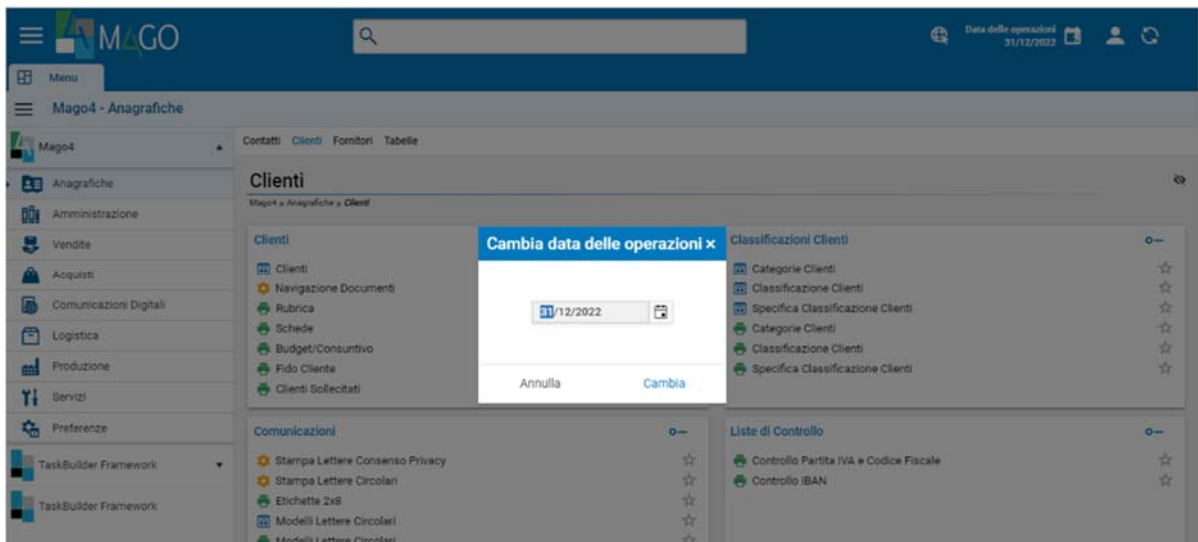 MAGO
Data delle operazioni
31/12/2022
Menu
Mago4 - Anagrafiche
Mago4
Anagrafiche
Amministrazione
Vendite
Acquisti
Comunicazioni Digitali
Logistica
Produzione
Servizi
Preferenze
TaskBuilder Framework
TaskBuilder Framework
Contatti Clienti Fornitori Tabelle
Clienti
Mago4 » Anagrafiche » Clienti
Clienti
Clienti
Navigazione Documenti
Rubrica
Schede
Budget/Consuntivo
Fido Cliente
Clienti Sollecitati
Cambia data delle operazioni ×
31/12/2022
Annulla Cambia
Classificazioni Clienti
Categorie Clienti
Classificazione Clienti
Specifica Classificazione Clienti
Categorie Clienti
Classificazione Clienti
Specifica Classificazione Clienti
Comunicazioni
Stampa Lettere Consenso Privacy
Stampa Lettere Circolari
Etichette 2x8
Modelli Lettere Circolari
Modelli Lettere Circolari
Liste di Controllo
Controllo Partita IVA e Codice Fiscale
Controllo IBAN